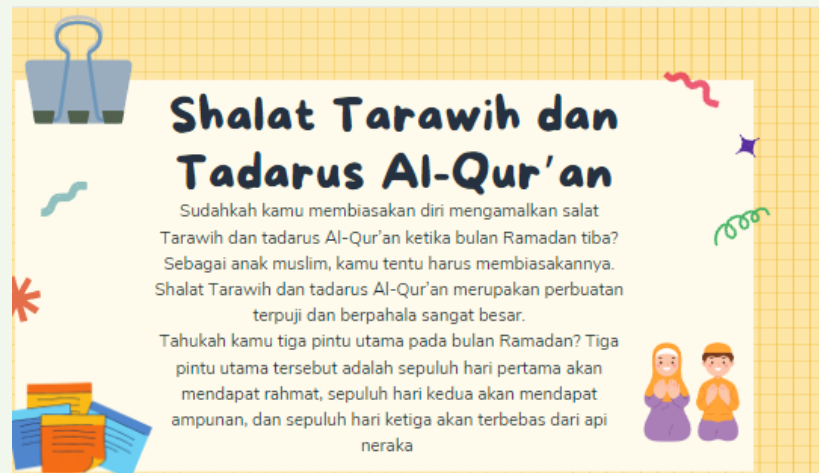 Shalat Tarawih dan
Tadarus Al-Qur'an
Sudahkah kamu membiasakan diri mengamalkan salat
Tarawih dan tadarus Al-Qur'an ketika bulan Ramadan tiba?
Sebagai anak muslim, kamu tentu harus membiasakannya.
Shalat Tarawih dan tadarus Al-Qur'an merupakan perbuatan
terpuji dan berpahala sangat besar.
Tahukah kamu tiga pintu utama pada bulan Ramadan? Tiga
pintu utama tersebut adalah sepuluh hari pertama akan
mendapat rahmat, sepuluh hari kedua akan mendapat
ampunan, dan sepuluh hari ketiga akan terbebas dari api
neraka